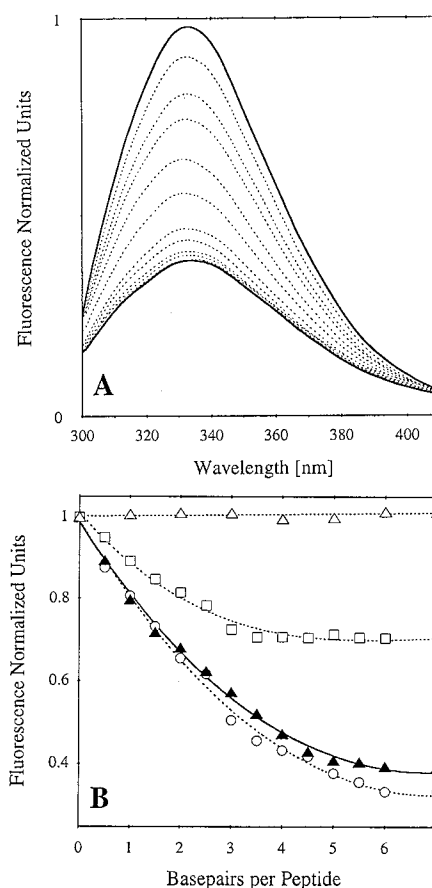 1
Fluorescence Normalized Units
A
0
300 320 340 360 380 400
Wavelength [nm]
1
0.8
0.6
0.4
Fluorescence Normalized Units
B
0 1 2 3 4 5 6
Basepairs per Peptide